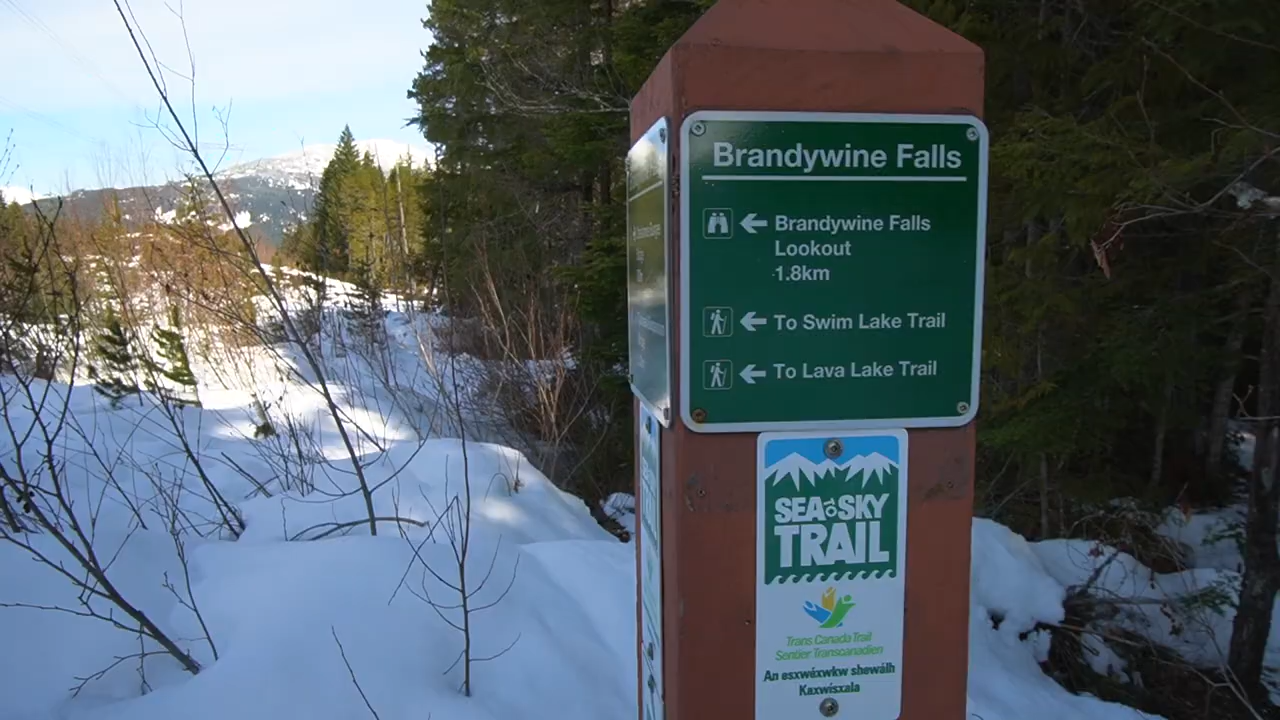 Brandywine Falls
Brandywine Falls
Lookout
1.8km
To Swim Lake Trail
To Lava Lake Trail
SEA TO SKY
TRAIL
Trans Canada Trail
Sentier Transcanadien
An esxwéxwkw shewálh
Kaxwísxala